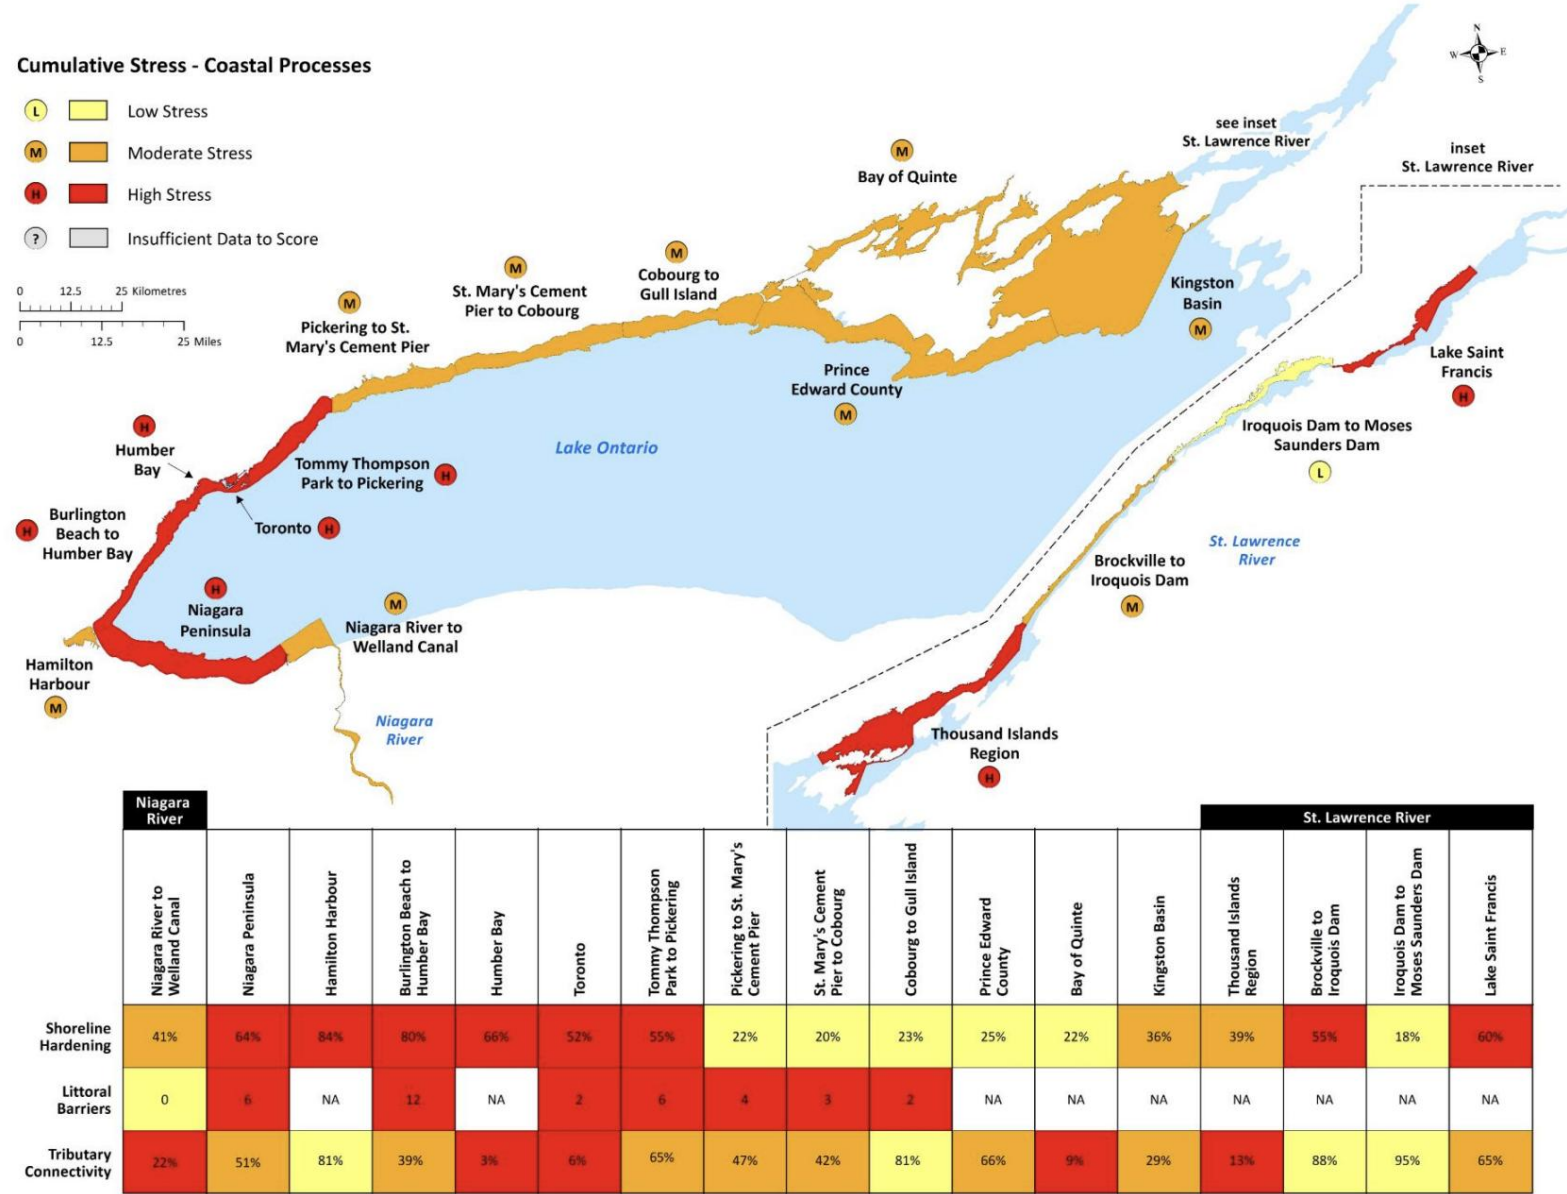 Cumulative Stress - Coastal Processes
L Low Stress
M Moderate Stress
H High Stress
? Insufficient Data to Score
0 12.5 25 Kilometres
0 12.5 25 Miles
N
W E
S
see inset
St. Lawrence River
inset
St. Lawrence River
M
Bay of Quinte
M
Cobourg to
Gull Island
M
St. Mary's Cement
Pier to Cobourg
M
Pickering to St.
Mary's Cement Pier
Kingston
Basin
M
Prince
Edward County
M
Lake Saint
Francis
H
H
Humber
Bay
Tommy Thompson
Park to Pickering
H
Lake Ontario
Iroquois Dam to Moses
Saunders Dam
L
H
Burlington
Beach to
Humber Bay
Toronto H
St. Lawrence
River
Brockville to
Iroquois Dam
M
H
Niagara
Peninsula
M
Niagara River to
Welland Canal
Hamilton
Harbour
M
Niagara
River
Thousand Islands
Region
H
Niagara
River
St. Lawrence River
Niagara River to
Welland Canal
Niagara Peninsula
Hamilton Harbour
Burlington Beach to
Humber Bay
Humber Bay
Toronto
Tommy Thompson
Park to Pickering
Pickering to St. Mary's
Cement Pier
St. Mary's Cement
Pier to Cobourg
Cobourg to Gull Island
Prince Edward
County
Bay of Quinte
Kingston Basin
Thousand Islands
Region
Brockville to
Iroquois Dam
Iroquois Dam to
Moses Saunders Dam
Lake Saint Francis
Shoreline
Hardening
41% 64% 84% 80% 66% 52% 55% 22% 20% 23% 25% 22% 36% 39% 55% 18% 60%
Littoral
Barriers
0 6 NA 12 NA 2 6 4 3 2 NA NA NA NA NA NA NA
Tributary
Connectivity
22% 51% 81% 39% 3% 6% 65% 47% 42% 81% 66% 9% 29% 13% 88% 95% 65%